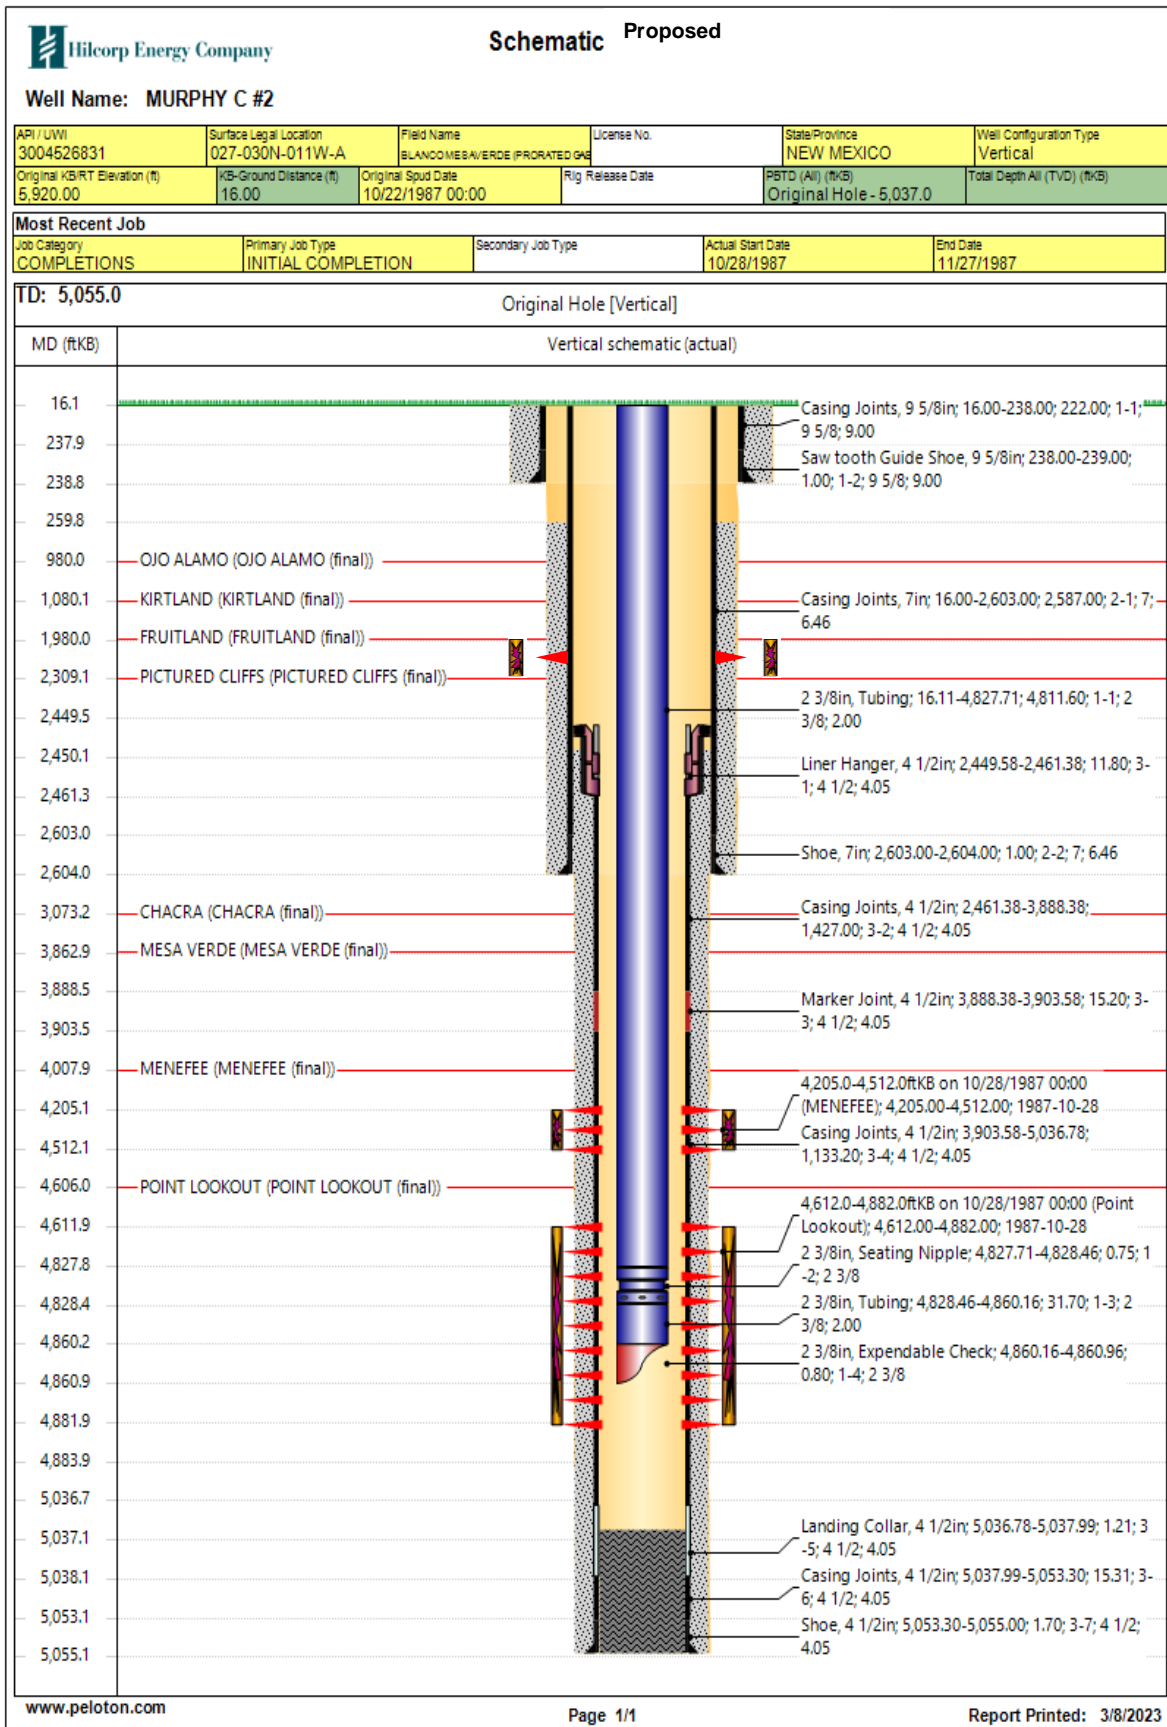 Hilcorp Energy Company
Schematic Proposed
Well Name: MURPHY C #2
API / UWI
3004526831
Surface Legal Location
027-030N-011W-A
Field Name
BLANCO MESAVERDE (PRORATED GAS
License No.
State/Province
NEW MEXICO
Well Configuration Type
Vertical
Original KB/RT Elevation (ft)
5,920.00
KB-Ground Distance (ft)
16.00
Original Spud Date
10/22/1987 00:00
Rig Release Date
PBTD (All) (ftKB)
Original Hole - 5,037.0
Total Depth All (TVD) (ftKB)
Most Recent Job
Job Category
COMPLETIONS
Primary Job Type
INITIAL COMPLETION
Secondary Job Type
Actual Start Date
10/28/1987
End Date
11/27/1987
TD: 5,055.0
Original Hole [Vertical]
MD (ftKB)
Vertical schematic (actual)
16.1
237.9
238.8
259.8
980.0
1,080.1
1,980.0
2,309.1
2,449.5
2,450.1
2,461.3
2,603.0
2,604.0
3,073.2
3,862.9
3,888.5
3,903.5
4,007.9
4,205.1
4,512.1
4,606.0
4,611.9
4,827.8
4,828.4
4,860.2
4,860.9
4,881.9
4,883.9
5,036.7
5,037.1
5,038.1
5,053.1
5,055.1
OJO ALAMO (OJO ALAMO (final))
KIRTLAND (KIRTLAND (final))
FRUITLAND (FRUITLAND (final))
PICTURED CLIFFS (PICTURED CLIFFS (final))
CHACRA (CHACRA (final))
MESA VERDE (MESA VERDE (final))
MENEFEE (MENEFEE (final))
POINT LOOKOUT (POINT LOOKOUT (final))
Casing Joints, 9 5/8in; 16.00-238.00; 222.00; 1-1;
9 5/8; 9.00
Saw tooth Guide Shoe, 9 5/8in; 238.00-239.00;
1.00; 1-2; 9 5/8; 9.00
Casing Joints, 7in; 16.00-2,603.00; 2,587.00; 2-1; 7;
6.46
2 3/8in, Tubing; 16.11-4,827.71; 4,811.60; 1-1; 2
3/8; 2.00
Liner Hanger, 4 1/2in; 2,449.58-2,461.38; 11.80; 3-
1; 4 1/2; 4.05
Shoe, 7in; 2,603.00-2,604.00; 1.00; 2-2; 7; 6.46
Casing Joints, 4 1/2in; 2,461.38-3,888.38;
1,427.00; 3-2; 4 1/2; 4.05
Marker Joint, 4 1/2in; 3,888.38-3,903.58; 15.20; 3-
3; 4 1/2; 4.05
4,205.0-4,512.0ftKB on 10/28/1987 00:00
(MENEFEE); 4,205.00-4,512.00; 1987-10-28
Casing Joints, 4 1/2in; 3,903.58-5,036.78;
1,133.20; 3-4; 4 1/2; 4.05
4,612.0-4,882.0ftKB on 10/28/1987 00:00 (Point
Lookout); 4,612.00-4,882.00; 1987-10-28
2 3/8in, Seating Nipple; 4,827.71-4,828.46; 0.75; 1
-2; 2 3/8
2 3/8in, Tubing; 4,828.46-4,860.16; 31.70; 1-3; 2
3/8; 2.00
2 3/8in, Expendable Check; 4,860.16-4,860.96;
0.80; 1-4; 2 3/8
Landing Collar, 4 1/2in; 5,036.78-5,037.99; 1.21; 3
-5; 4 1/2; 4.05
Casing Joints, 4 1/2in; 5,037.99-5,053.30; 15.31; 3-
6; 4 1/2; 4.05
Shoe, 4 1/2in; 5,053.30-5,055.00; 1.70; 3-7; 4 1/2;
4.05
www.peloton.com
Page 1/1
Report Printed: 3/8/2023